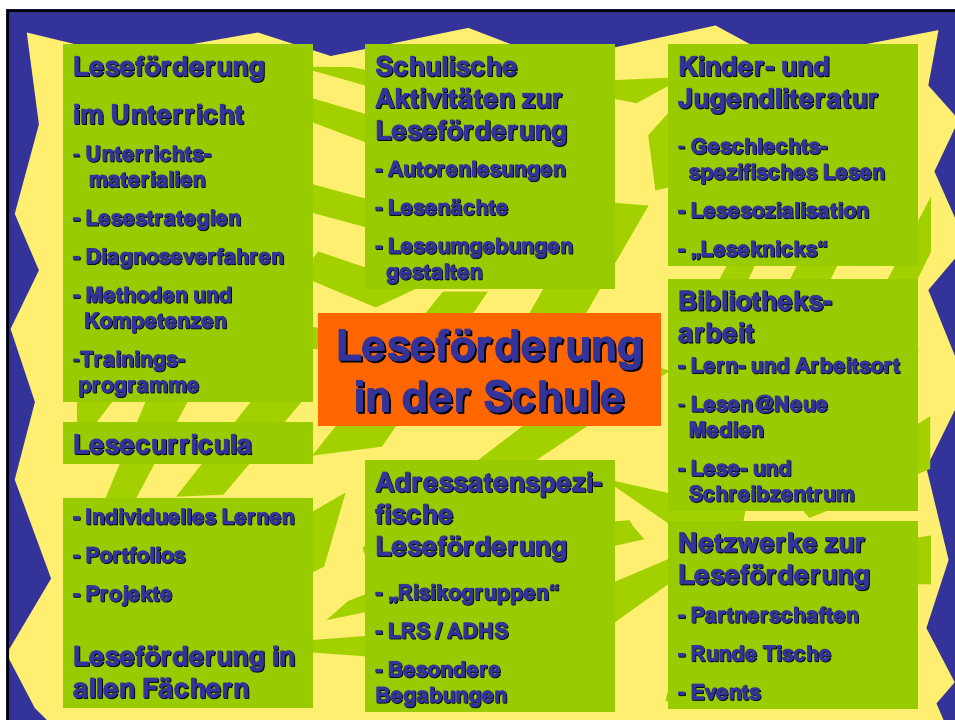 Leseförderung
im Unterricht
- Unterrichts-
materialien
- Lesestrategien
- Diagnoseverfahren
- Methoden und
Kompetenzen
-Trainings-
programme
Lesecurricula
- Individuelles Lernen
- Portfolios
- Projekte
Leseförderung in
allen Fächern
Schulische
Aktivitäten zur
Leseförderung
- Autorenlesungen
- Lesenächte
- Leseumgebungen
gestalten
Leseförderung
in der Schule
Adressatenspezi-
fische
Leseförderung
- „Risikogruppen“
- LRS / ADHS
- Besondere
Begabungen
Kinder- und
Jugendliteratur
- Geschlechts-
spezifisches Lesen
- Lesesozialisation
- „Leseknicks“
Bibliotheks-
arbeit
- Lern- und Arbeitsort
- Lesen@Neue
Medien
- Lese- und
Schreibzentrum
Netzwerke zur
Leseförderung
- Partnerschaften
- Runde Tische
- Events